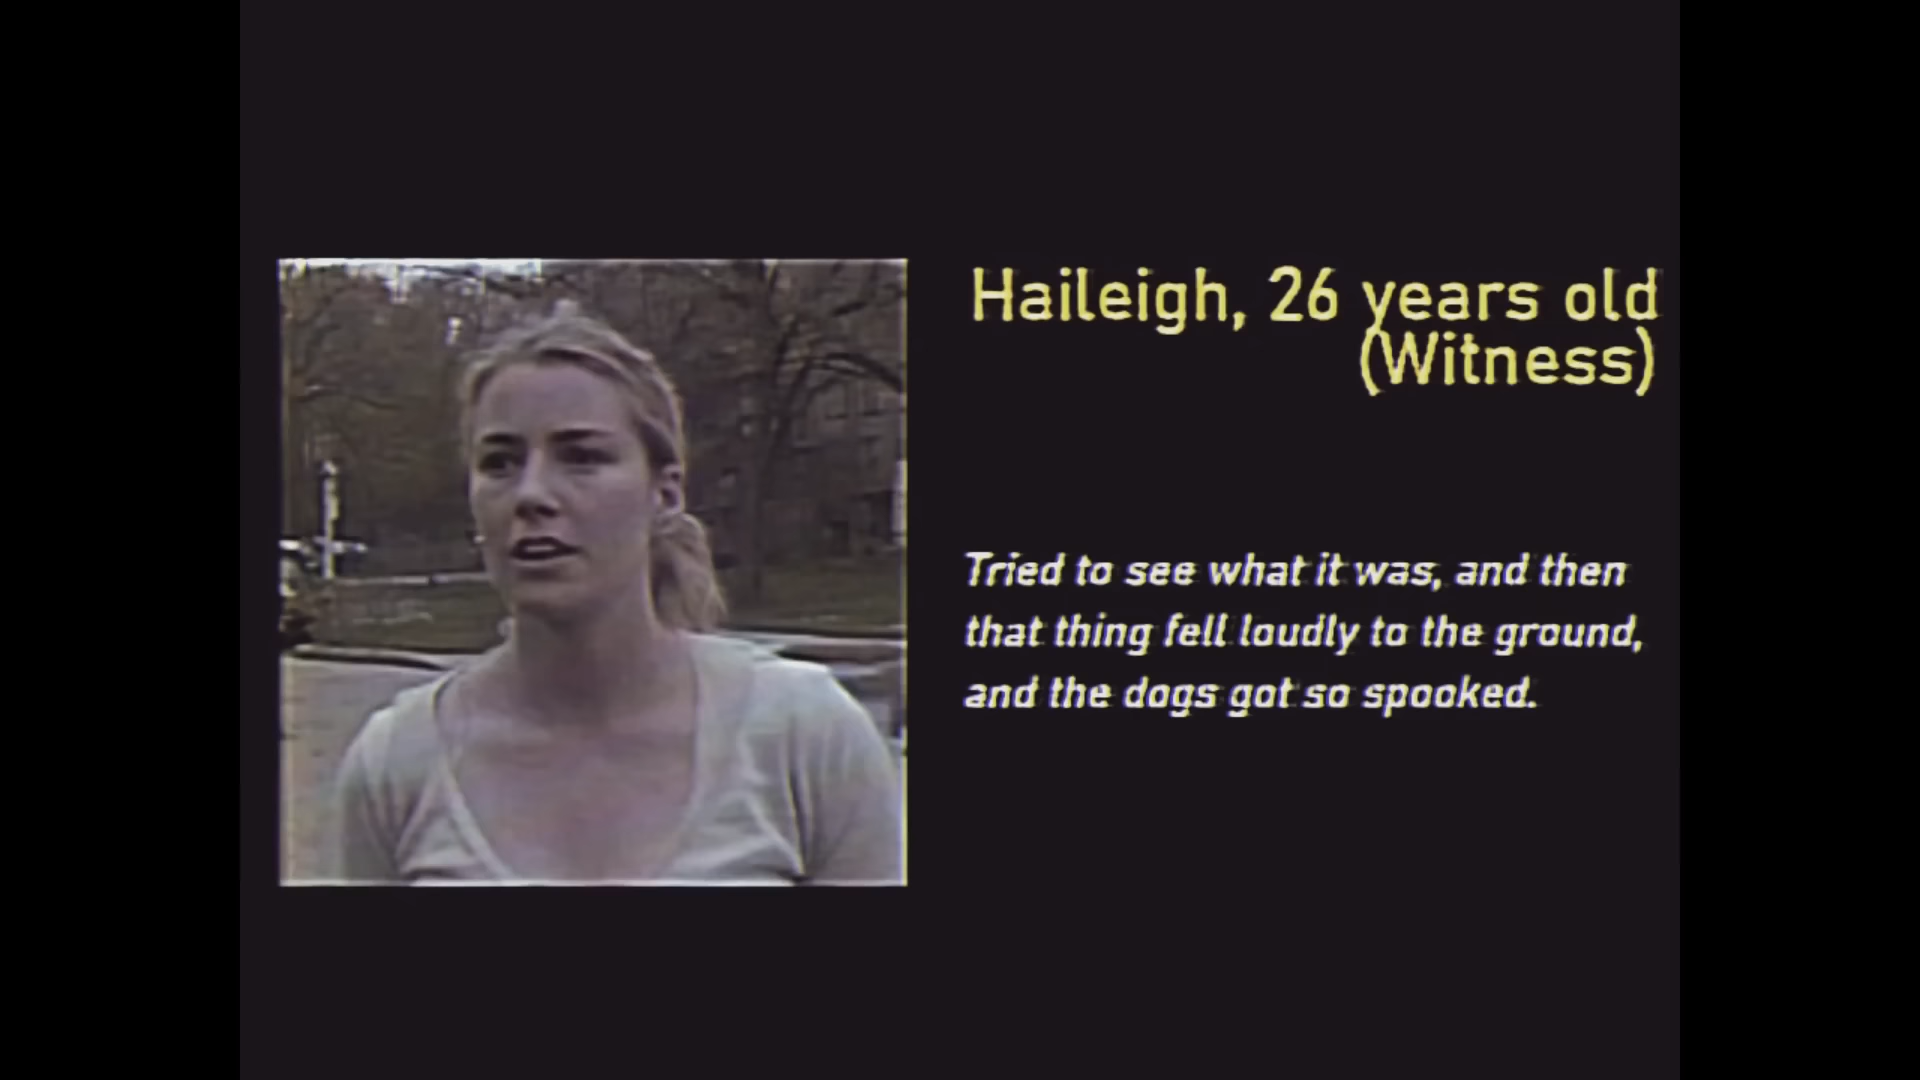 Haileigh, 26 years old
(Witness)
Tried to see what it was, and then
that thing fell loudly to the ground,
and the dogs got so spooked.